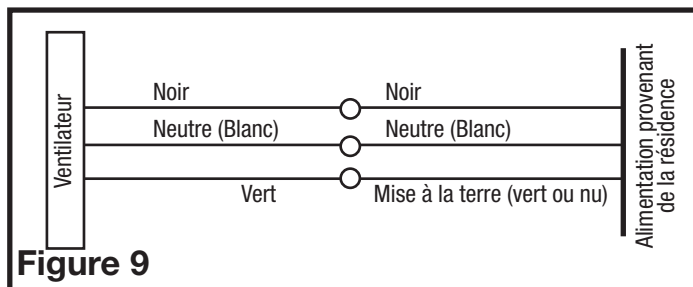 Ventilateur
Noir
Noir
Neutre (Blanc)
Neutre (Blanc)
Vert
Mise à la terre (vert ou nu)
Alimentation provenant
de la résidence
Figure 9